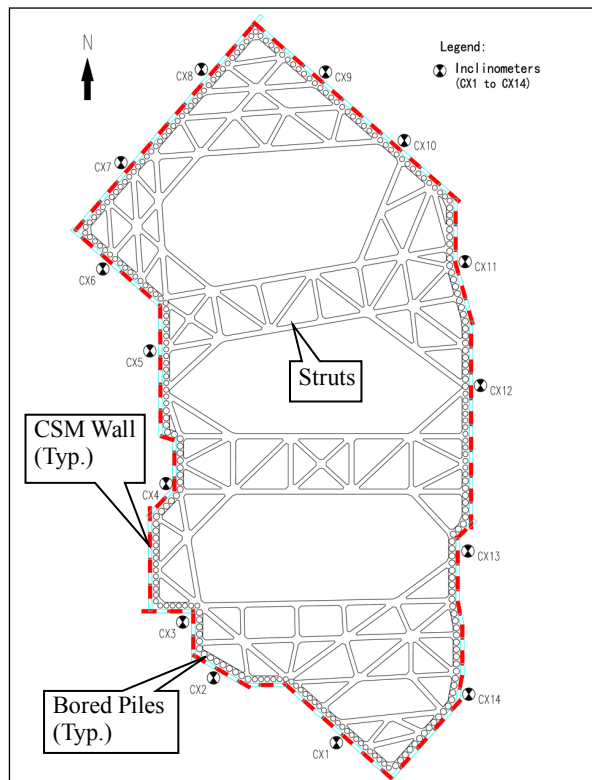 N
Legend:
Inclinometers
(CX1 to CX14)
CX8
CX9
CX10
CX7
CX6
CX11
CX5
Struts
CX12
CSM Wall
(Typ.)
CX4
CX13
CX3
CX2
Bored Piles
(Typ.)
CX14
CX1